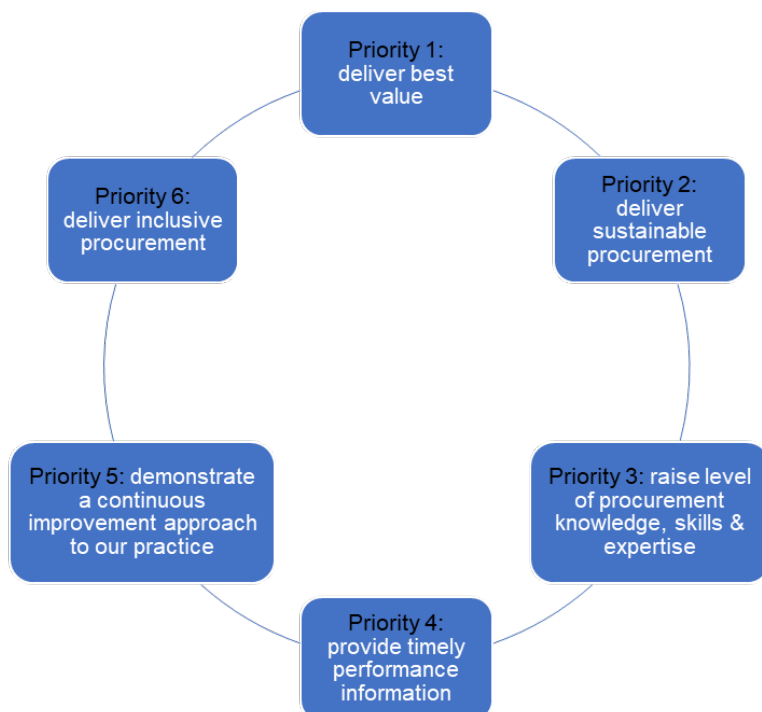 Priority 1:
deliver best
value
Priority 2:
deliver
sustainable
procurement
Priority 3: raise level
of procurement
knowledge, skills &
expertise
Priority 4:
provide timely
performance
information
Priority 5: demonstrate
a continuous
improvement approach
to our practice
Priority 6:
deliver inclusive
procurement